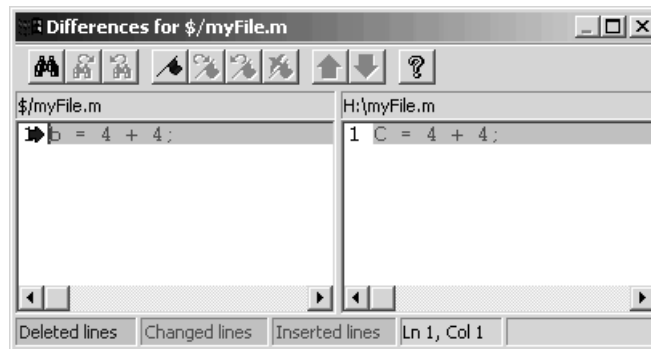 Differences for $/myFile.m
$/myFile.m
H:\myFile.m
1 b = 4 + 4;
1 C = 4 + 4;
Deleted lines
Changed lines
Inserted lines
Ln 1, Col 1